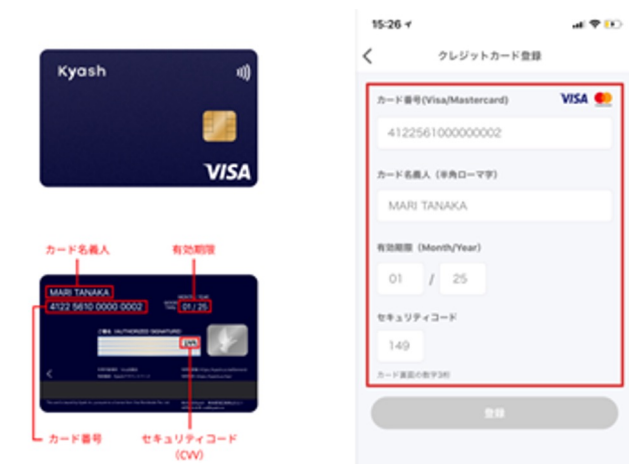 Kyash
VISA
カード名義人
有効期限
MARI TANAKA
4122 5610 0000 0002
01 / 25
カード番号
セキュリティコード
(CVV)
15:26
クレジットカード登録
カード番号(Visa/Mastercard)
VISA
4122561000000002
カード名義人（半角ローマ字）
MARI TANAKA
有効期限（Month/Year）
01 / 25
セキュリティコード
149
カード裏面の数字3桁
登録